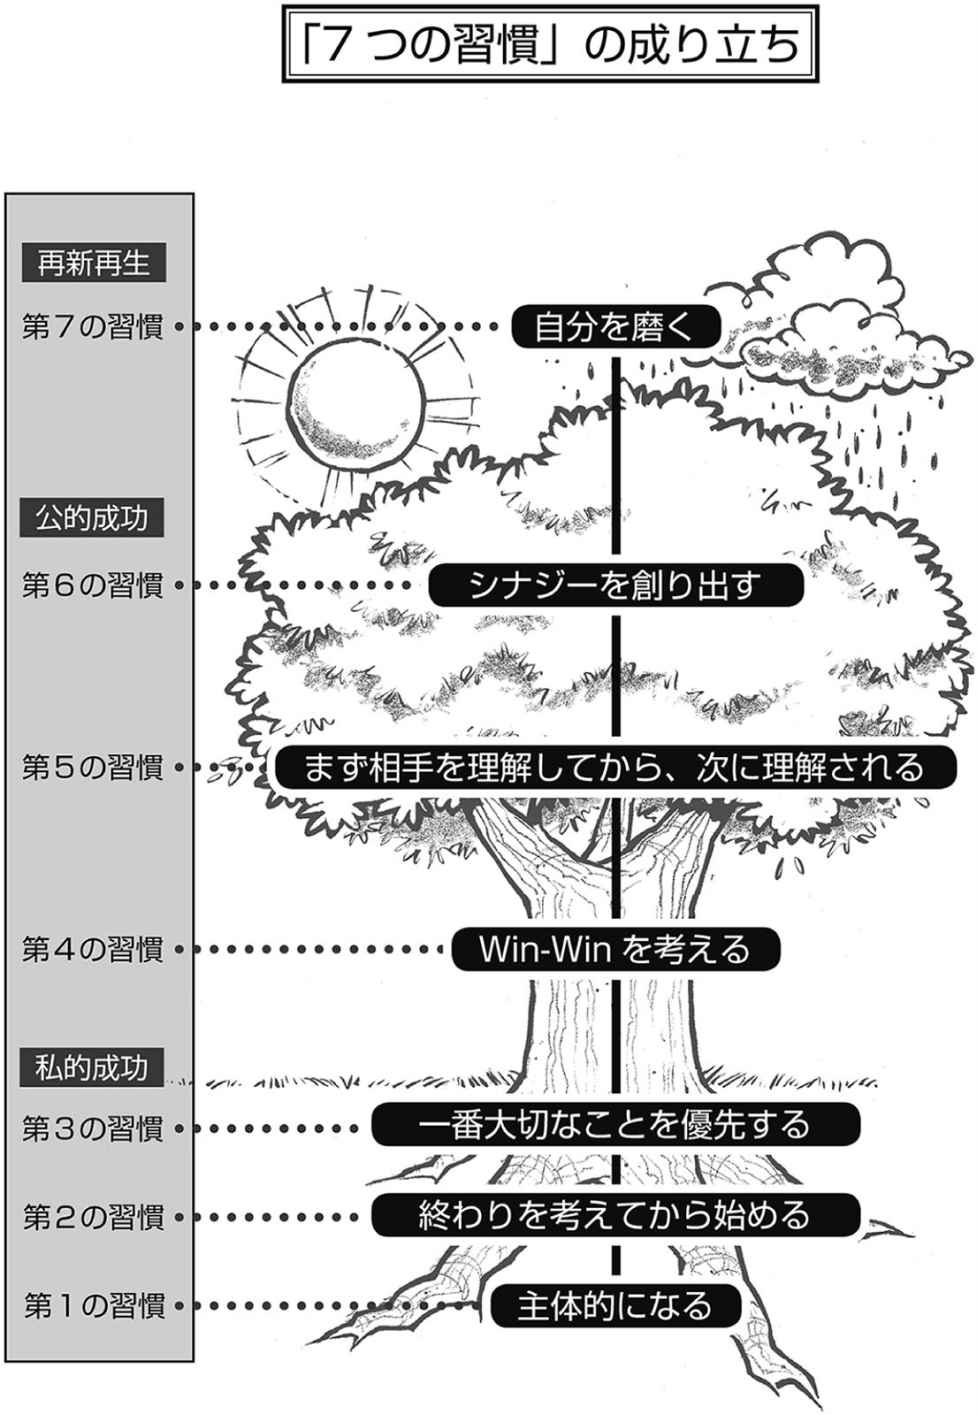 「7つの習慣」の成り立ち
再新再生
第7の習慣
自分を磨く
公的成功
第6の習慣
シナジーを創り出す
第5の習慣
まず相手を理解してから、次に理解される
第4の習慣
Win-Win を考える
私的成功
第3の習慣
一番大切なことを優先する
第2の習慣
終わりを考えてから始める
第1の習慣
主体的になる